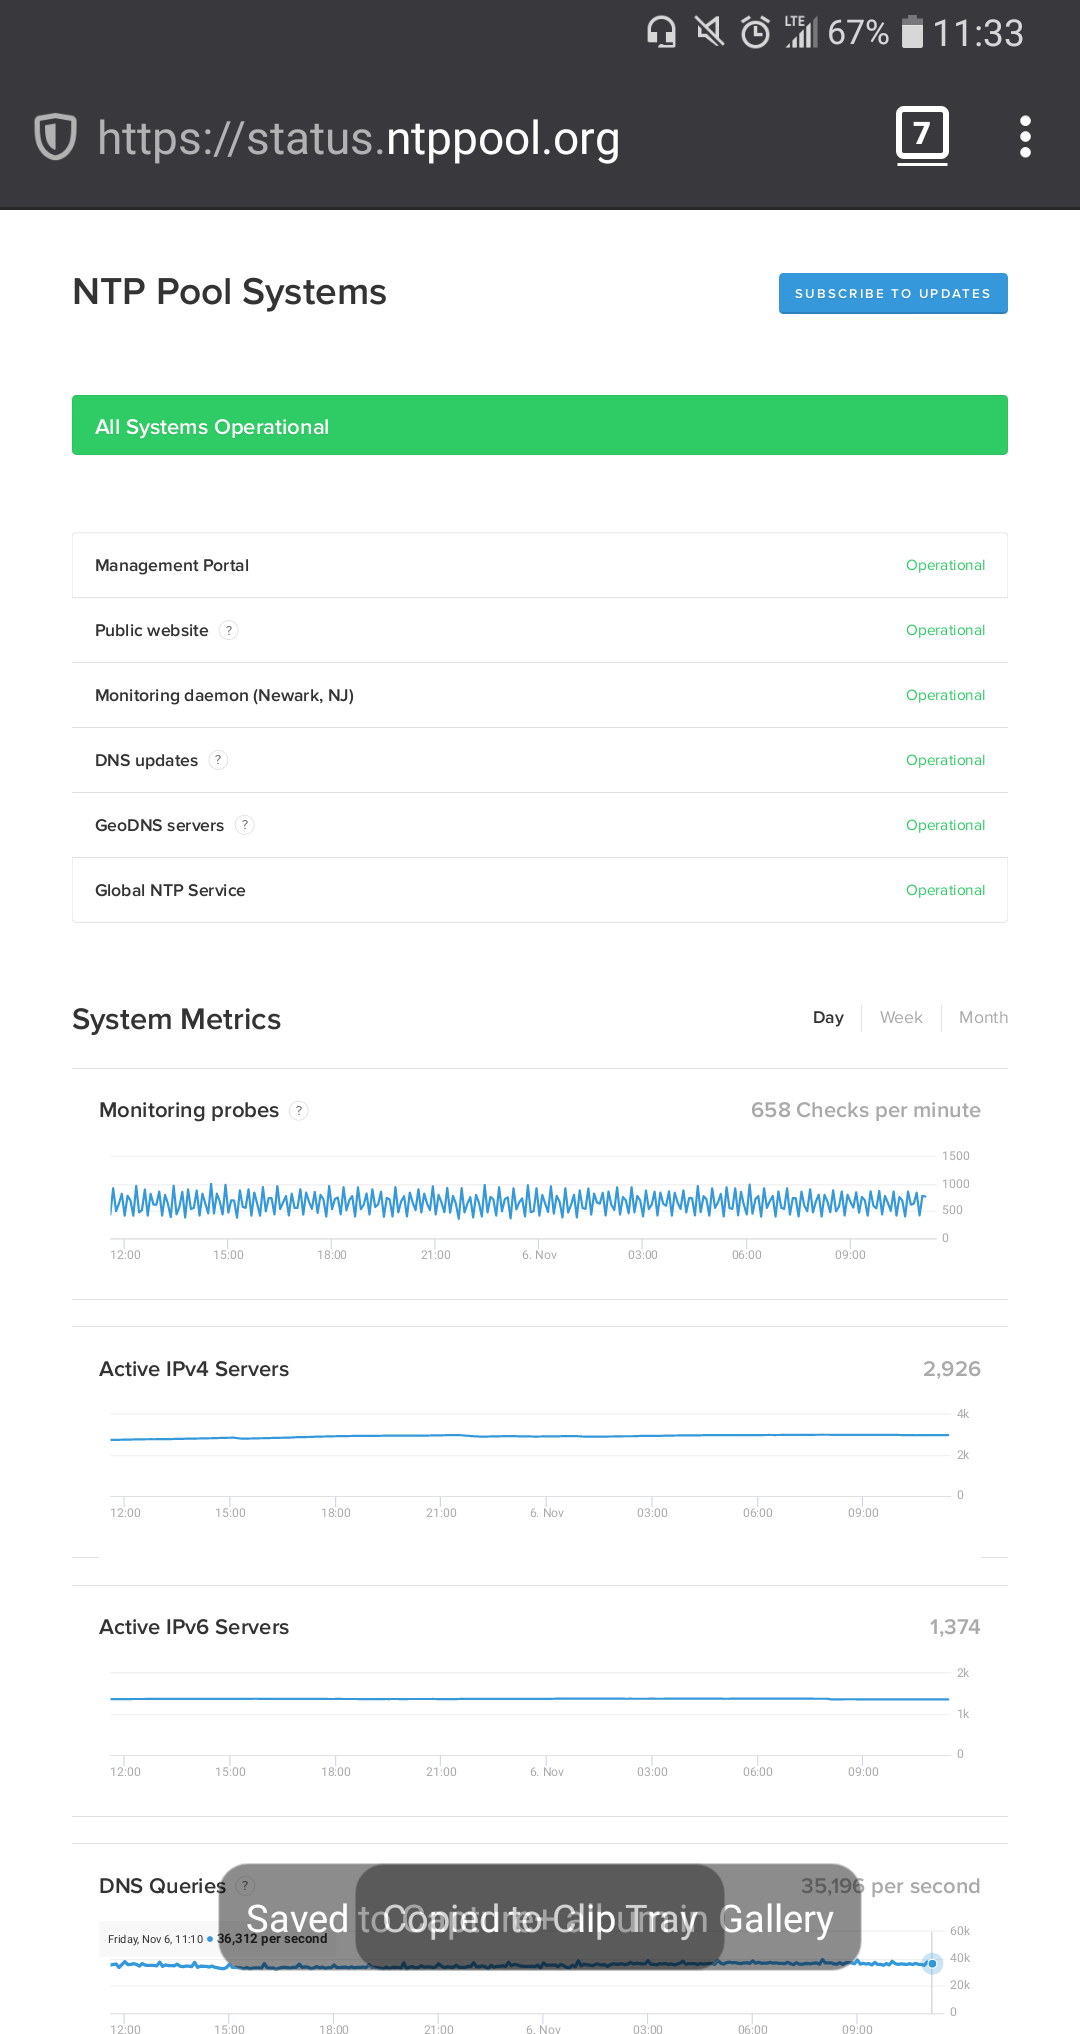 LTE 67% 11:33
https://status.ntppool.org 7
NTP Pool Systems SUBSCRIBE TO UPDATES
All Systems Operational
Management Portal Operational
Public website ? Operational
Monitoring daemon (Newark, NJ) Operational
DNS updates ? Operational
GeoDNS servers ? Operational
Global NTP Service Operational
System Metrics Day Week Month
Monitoring probes ? 658 Checks per minute
1500
1000
500
0
12:00 15:00 18:00 21:00 6. Nov 03:00 06:00 09:00
Active IPv4 Servers 2,926
4k
2k
0
12:00 15:00 18:00 21:00 6. Nov 03:00 06:00 09:00
Active IPv6 Servers 1,374
2k
1k
0
12:00 15:00 18:00 21:00 6. Nov 03:00 06:00 09:00
DNS Queries ? 35,196 per second
Saved to Gallery
Copied to Clip Tray
60k
Friday, Nov 6, 11:10 36,312 per second
40k
20k
0
12:00 15:00 18:00 21:00 6. Nov 03:00 06:00 09:00